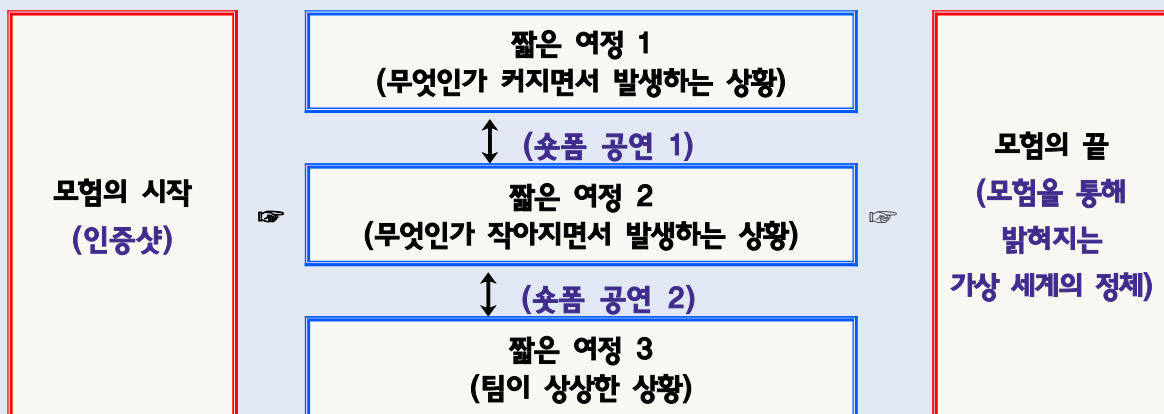 모험의 시작
(인증샷)
☞
짧은 여정 1
(무엇인가 커지면서 발생하는 상황)
↕ (숏폼 공연 1)
짧은 여정 2
(무엇인가 작아지면서 발생하는 상황)
↕ (숏폼 공연 2)
짧은 여정 3
(팀이 상상한 상황)
☞
모험의 끝
(모험을 통해
밝혀지는
가상 세계의 정체)